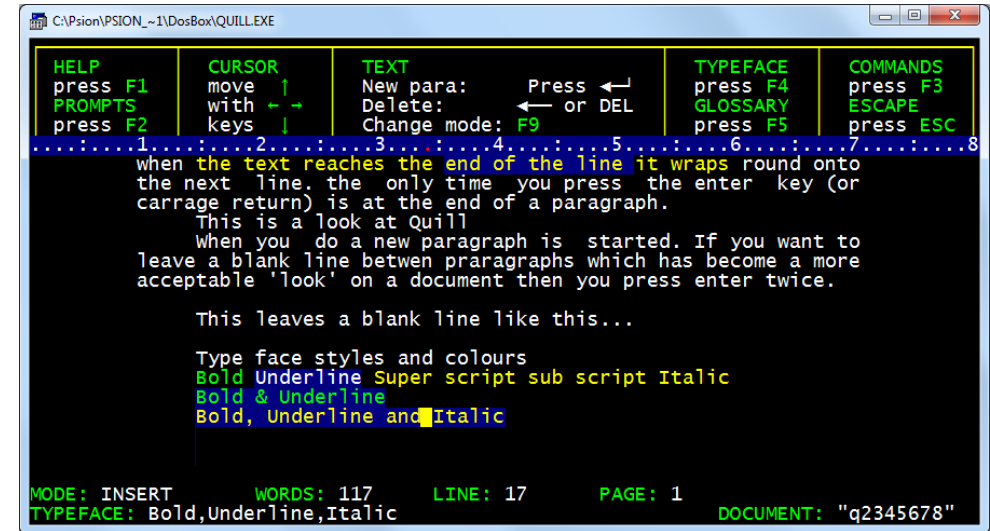 C:\Psion\PSION_~1\DosBox\QUILL.EXE
HELP CURSOR TEXT TYPEFACE COMMANDS
press F1 move ↑ New para: Press ↵ press F4 press F3
PROMPTS with ← → Delete: ← or DEL GLOSSARY ESCAPE
press F2 keys ↓ Change mode: F9 press F5 press ESC
....:....1....:....2....:....3....:....4....:....5....:....6....:....7....:....8
when the text reaches the end of the line it wraps round onto
the next line. the only time you press the enter key (or
carrage return) is at the end of a paragraph.
This is a look at Quill
When you do a new paragraph is started. If you want to
leave a blank line betwen praragraphs which has become a more
acceptable 'look' on a document then you press enter twice.
This leaves a blank line like this...
Type face styles and colours
Bold Underline Super script sub script Italic
Bold & Underline
Bold, Underline and Italic
MODE: INSERT WORDS: 117 LINE: 17 PAGE: 1
TYPEFACE: Bold,Underline,Italic DOCUMENT: "q2345678"